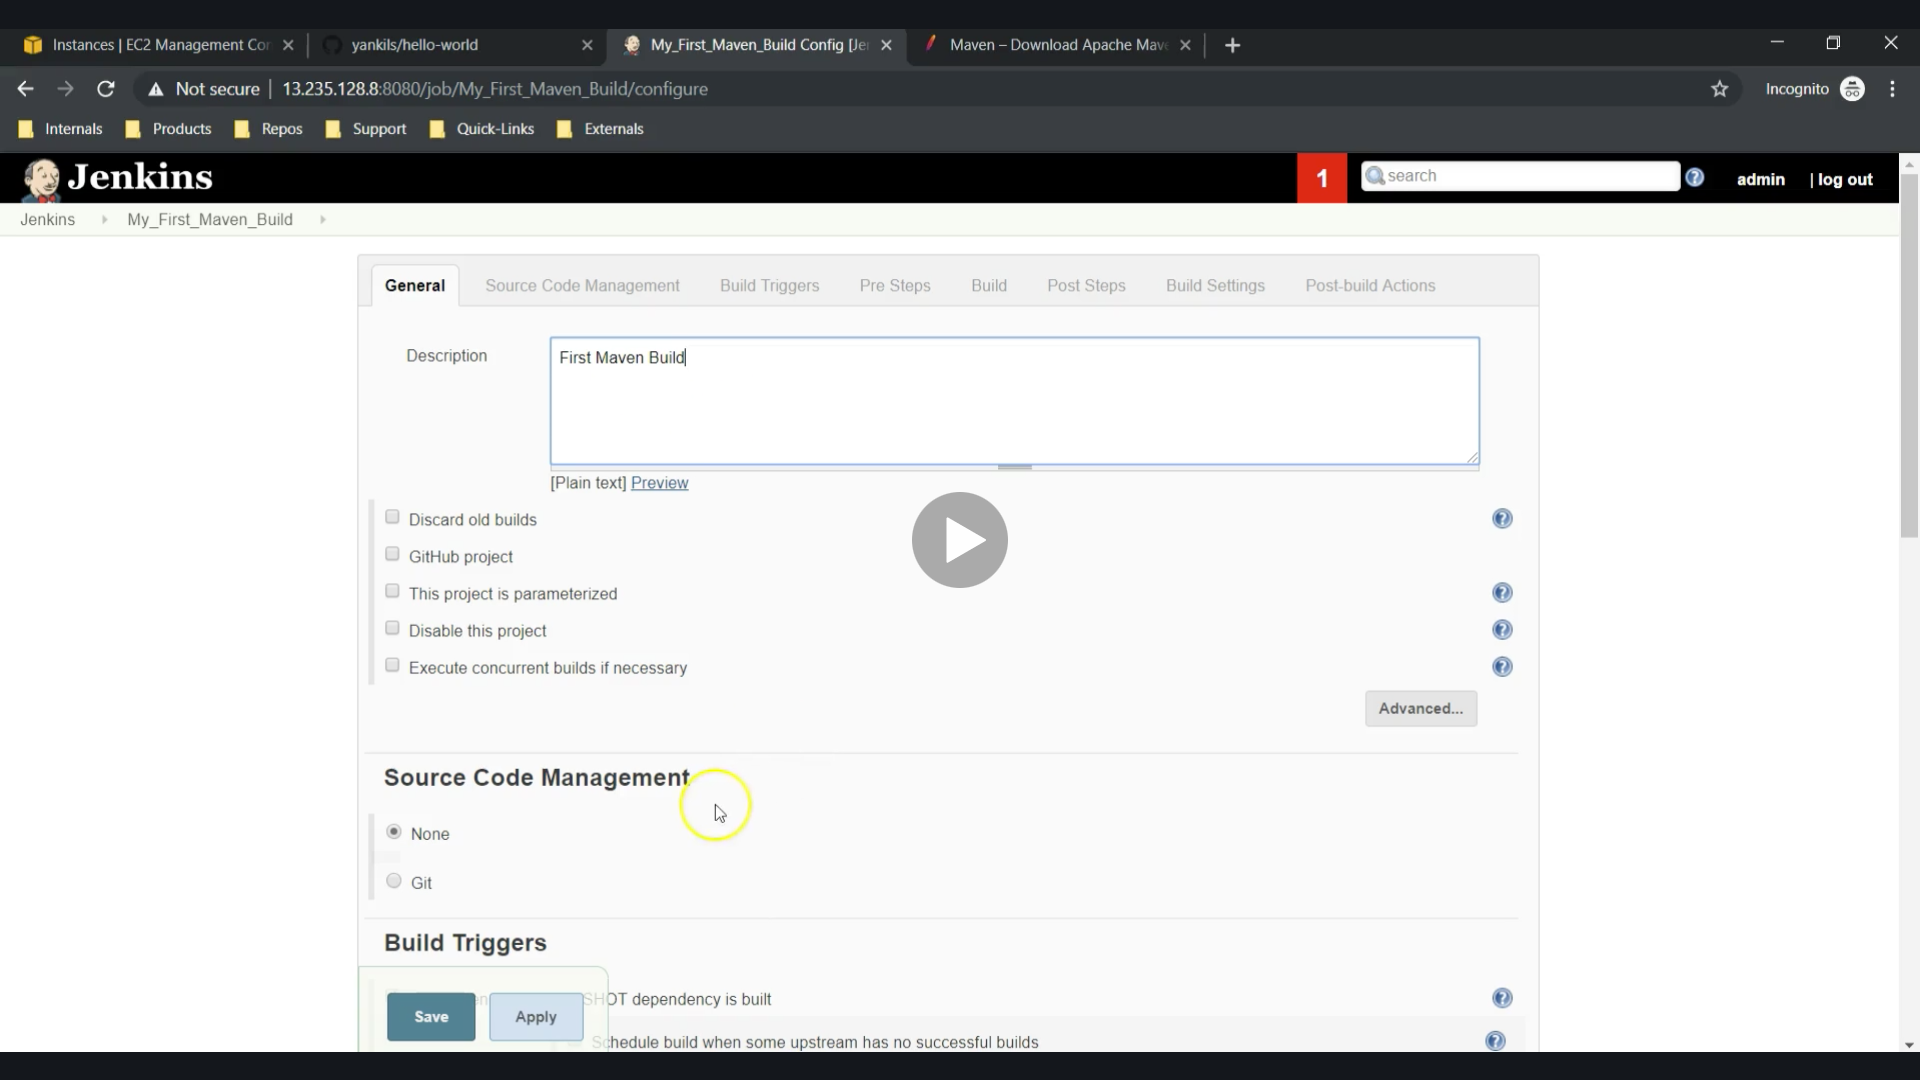 Instances | EC2 Management Con
yankils/hello-world
My_First_Maven_Build Config [Je
Maven – Download Apache Mav
Not secure
13.235.128.8:8080/job/My_First_Maven_Build/configure
Incognito
Internals
Products
Repos
Support
Quick-Links
Externals
Jenkins
1
search
admin
| log out
Jenkins
My_First_Maven_Build
General
Source Code Management
Build Triggers
Pre Steps
Build
Post Steps
Build Settings
Post-build Actions
Description
First Maven Build
[Plain text] Preview
Discard old builds
GitHub project
This project is parameterized
Disable this project
Execute concurrent builds if necessary
Advanced...
Source Code Management
None
Git
Build Triggers
SHOT dependency is built
Save
Apply
Schedule build when some upstream has no successful builds